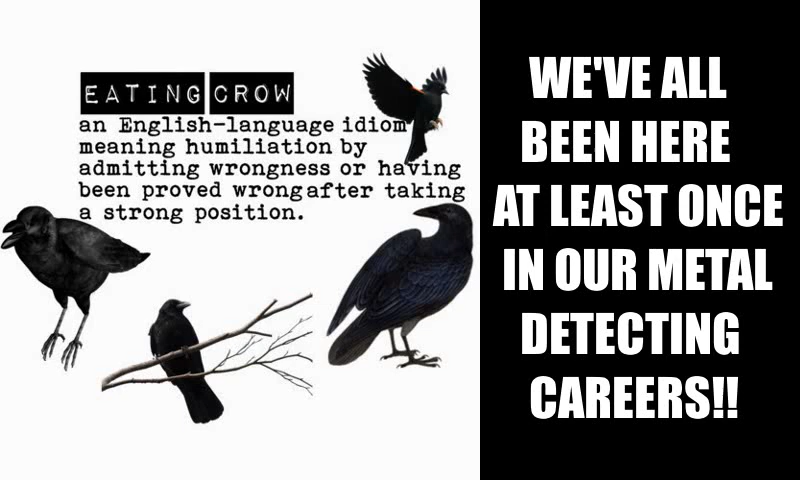 EATING CROW
an English-language idiom
meaning humiliation by
admitting wrongness or having
been proved wrong after taking
a strong position.
WE'VE ALL
BEEN HERE
AT LEAST ONCE
IN OUR METAL
DETECTING
CAREERS!!